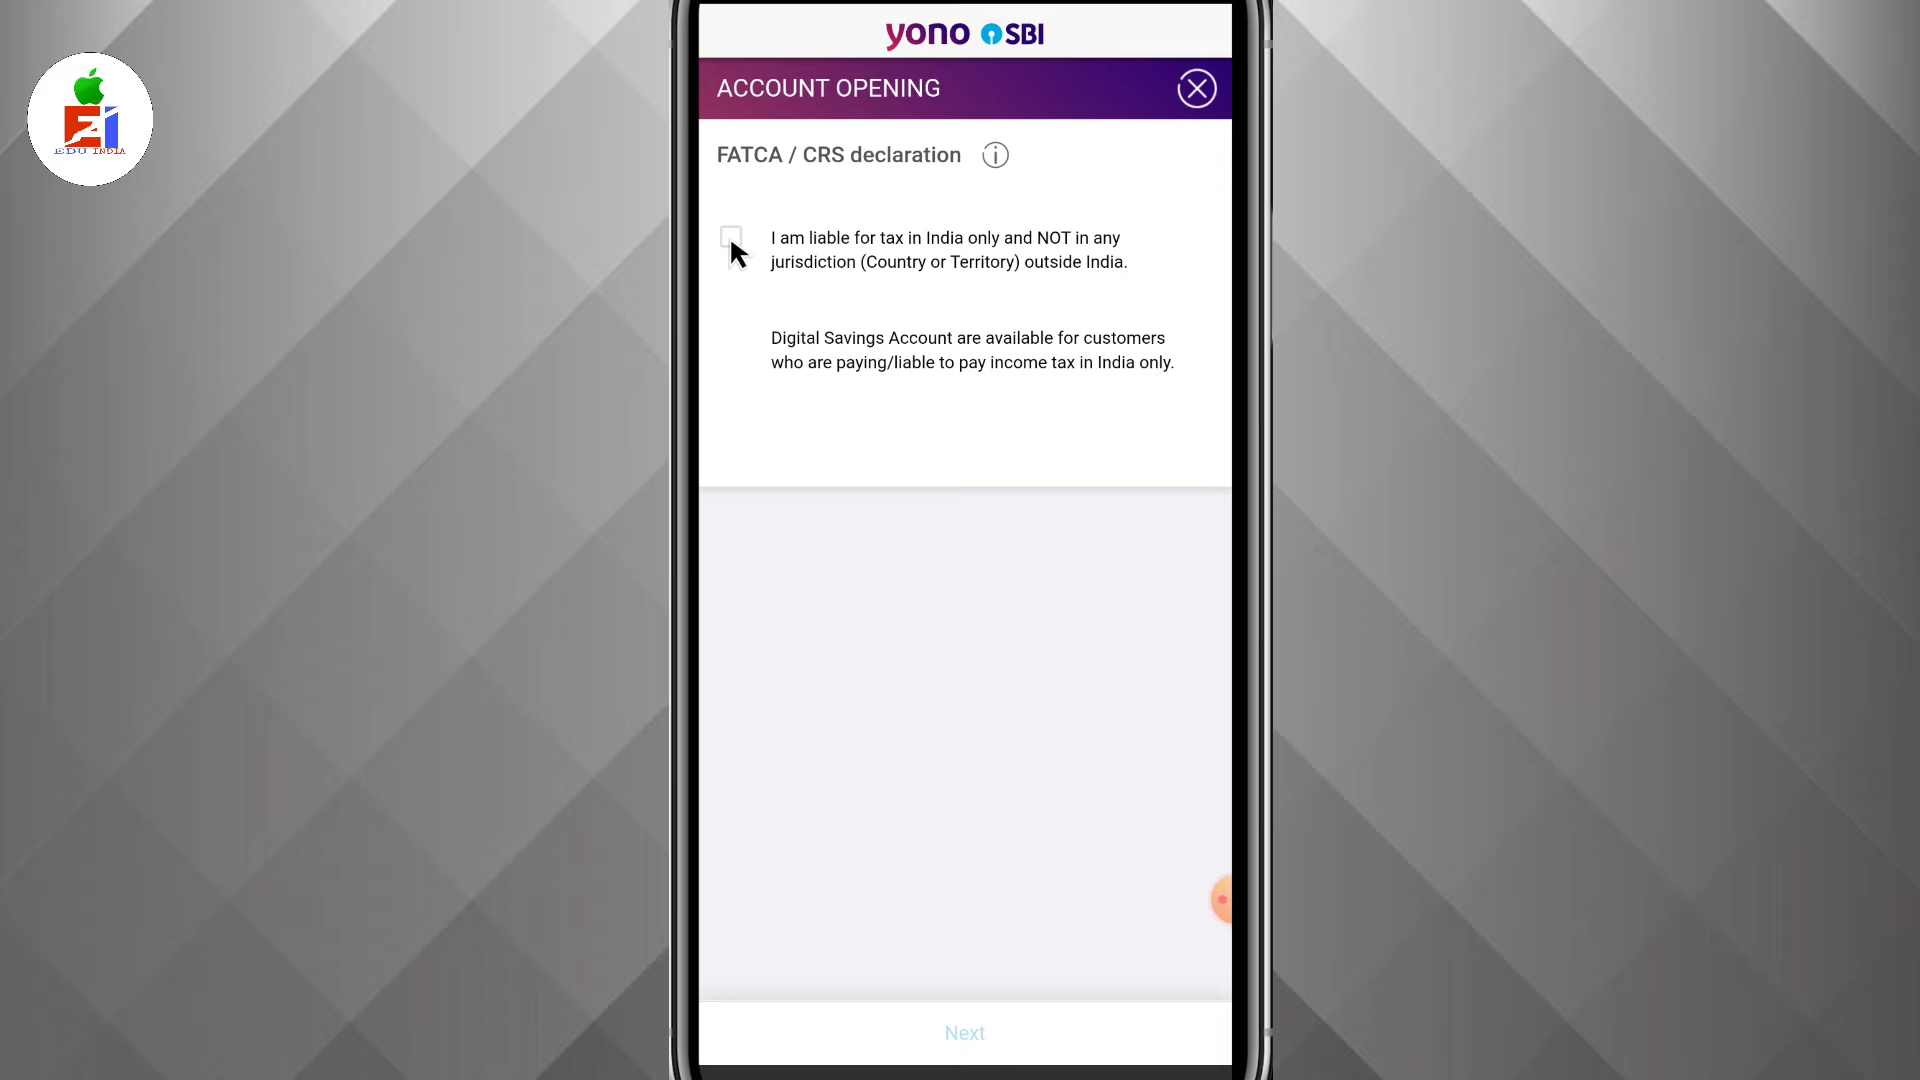 yono SBI
ACCOUNT OPENING
EDU INDIA
FATCA / CRS declaration
I am liable for tax in India only and NOT in any
jurisdiction (Country or Territory) outside India.
Digital Savings Account are available for customers
who are paying/liable to pay income tax in India only.
Next